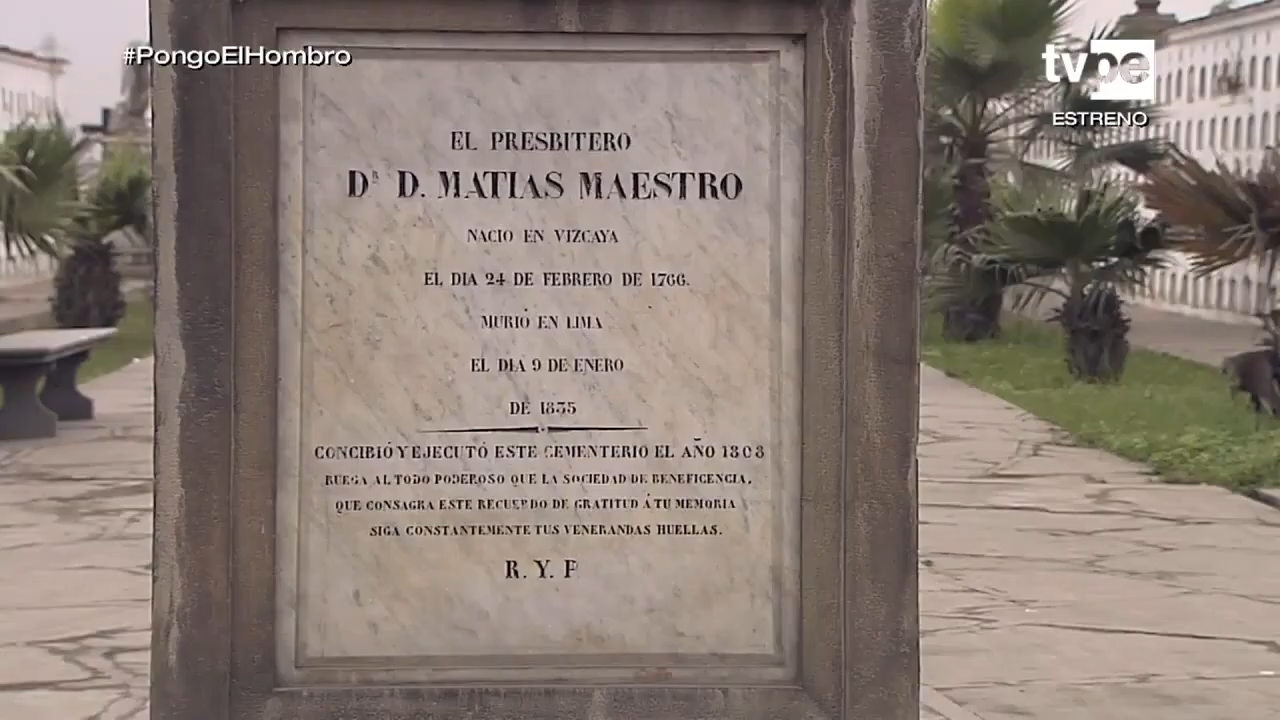 #PongoElHombro
tvpe
ESTRENO
EL PRESBITERO
Dʀ D. MATIAS MAESTRO
NACIO EN VIZCAYA
EL DIA 24 DE FEBRERO DE 1766.
MURIÓ EN LIMA
EL DIA 9 DE ENERO
DE 1835
CONCIBIÓ Y EJECUTÓ ESTE CEMENTERIO EL AÑO 1808
RUEGA AL TODO PODEROSO QUE LA SOCIEDAD DE BENEFICENCIA,
QUE CONSAGRA ESTE RECUERDO DE GRATITUD Á TU MEMORIA
SIGA CONSTANTEMENTE TUS VENERANDAS HUELLAS.
R. Y. P